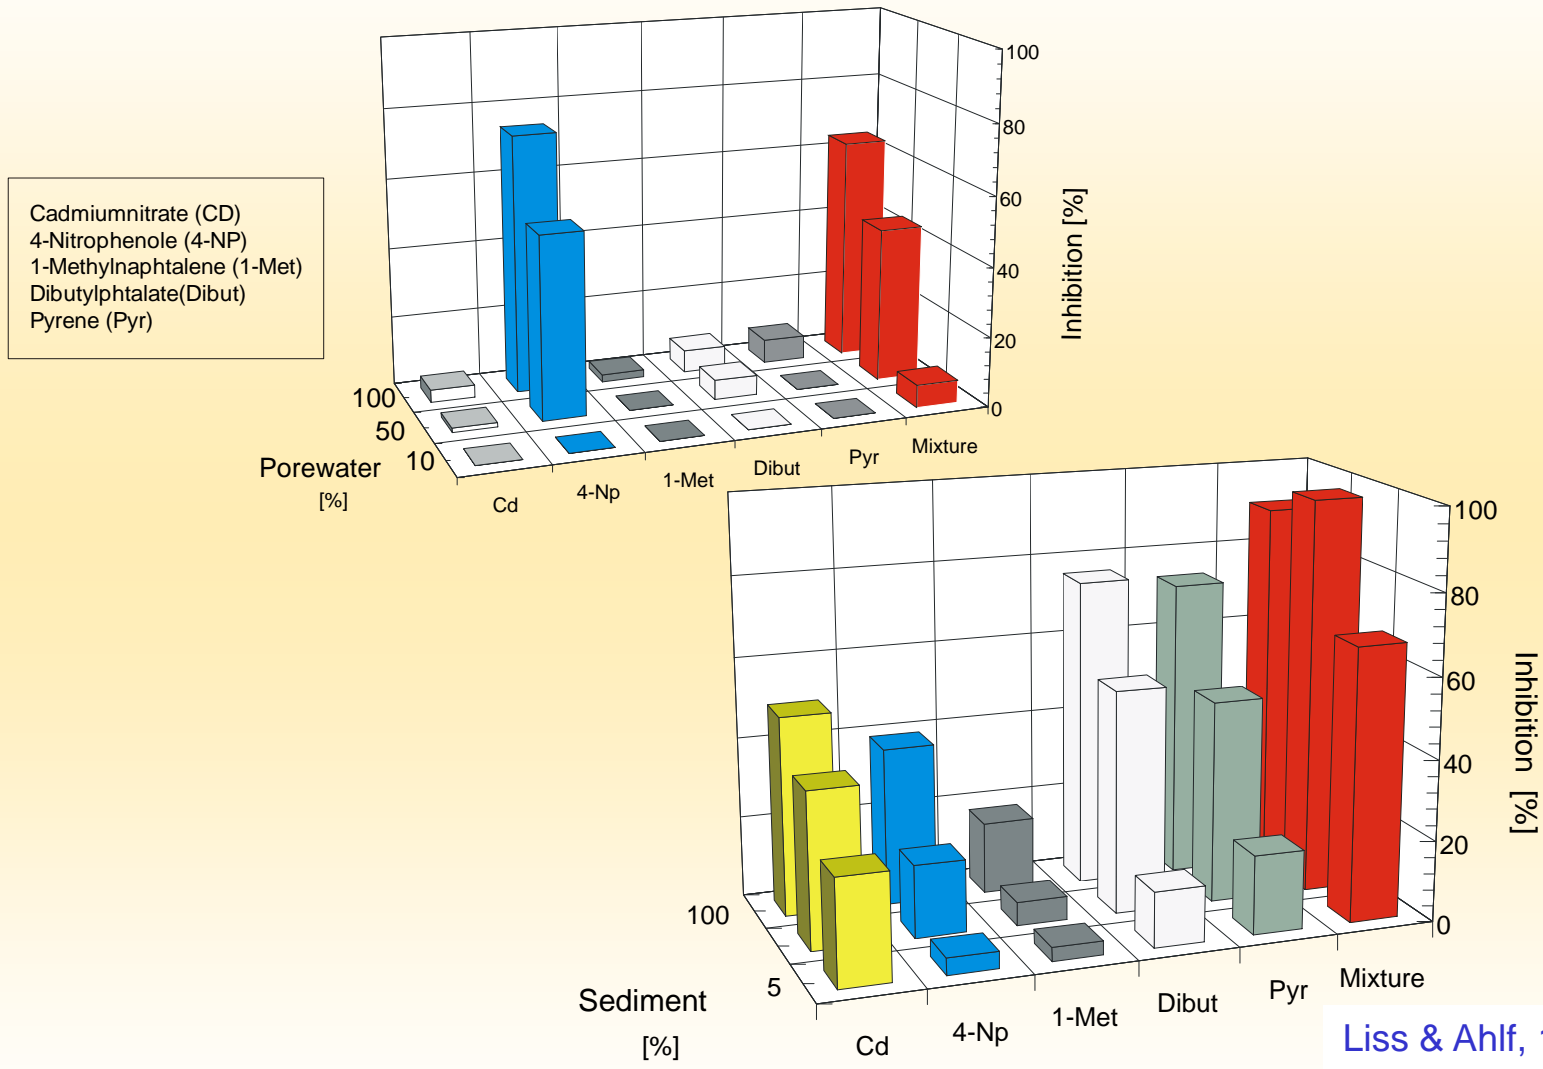 Cadmiumnitrate (CD)
4-Nitrophenole (4-NP)
1-Methylnaphtalene (1-Met)
Dibutylphtalate(Dibut)
Pyrene (Pyr)
100
80
60
40
20
0
Inhibition [%]
100
50
10
Porewater
[%]
Cd
4-Np
1-Met
Dibut
Pyr
Mixture
100
80
60
40
20
0
Inhibition [%]
100
5
Sediment
[%]
Cd
4-Np
1-Met
Dibut
Pyr
Mixture
Liss & Ahlf,